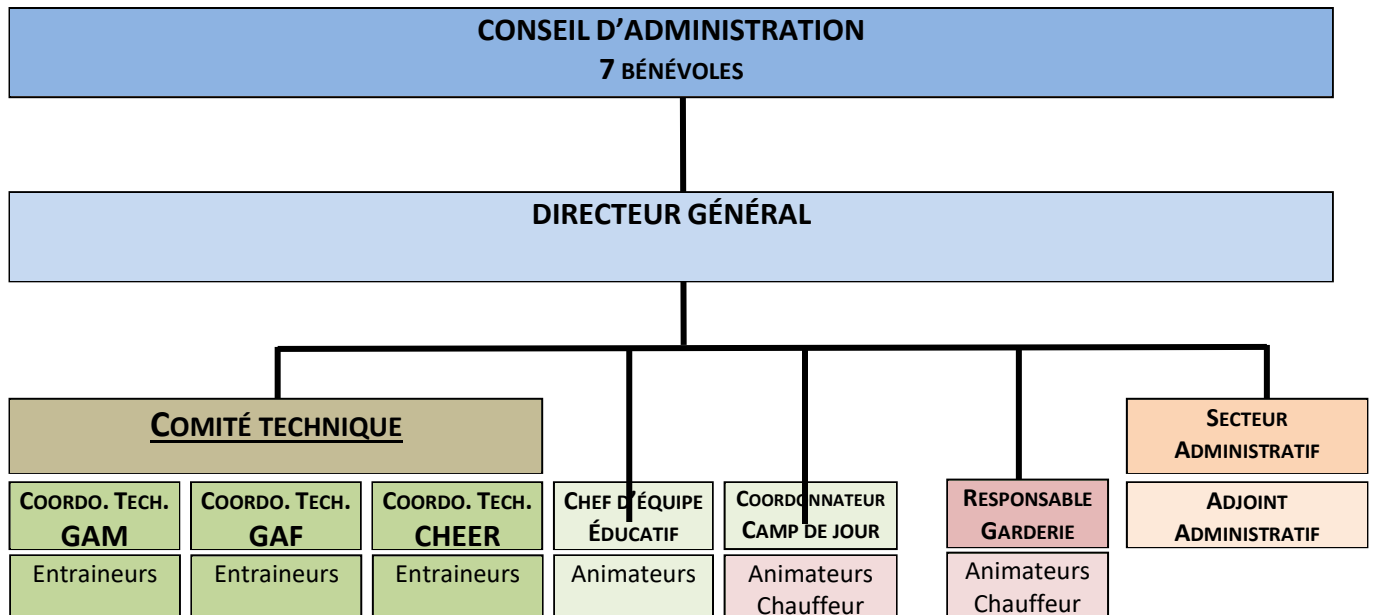 CONSEIL D'ADMINISTRATION
7 BÉNÉVOLES
DIRECTEUR GÉNÉRAL
COMITÉ TECHNIQUE
SECTEUR
ADMINISTRATIF
COORDO. TECH.
GAM
COORDO. TECH.
GAF
COORDO. TECH.
CHEER
CHEF D'ÉQUIPE
ÉDUCATIF
COORDONNATEUR
CAMP DE JOUR
RESPONSABLE
GARDERIE
ADJOINT
ADMINISTRATIF
Entraineurs
Entraineurs
Entraineurs
Animateurs
Animateurs
Chauffeur
Animateurs
Chauffeur